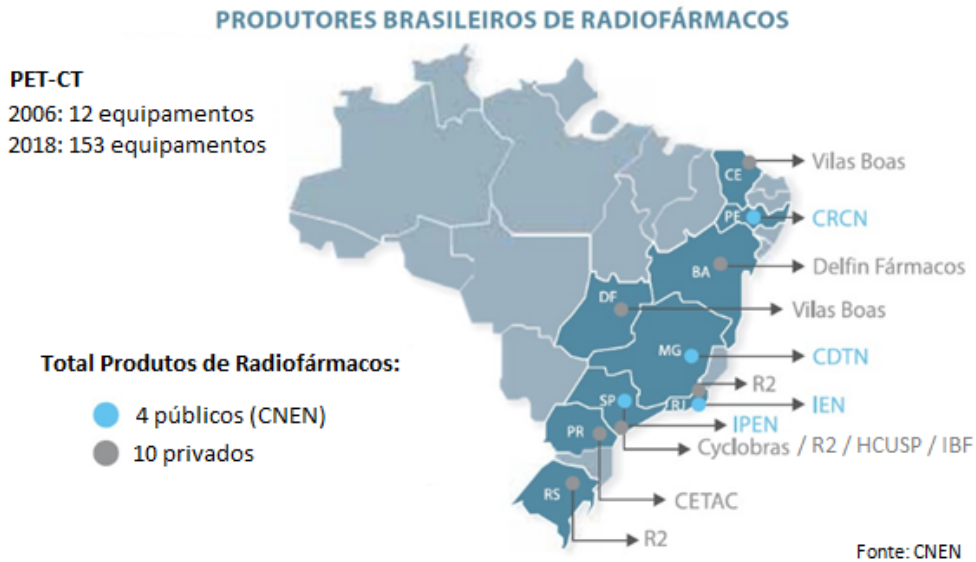 PRODUTORES BRASILEIROS DE RADIOFÁRMACOS
PET-CT
2006: 12 equipamentos
2018: 153 equipamentos
CE
Vilas Boas
PE
CRCN
BA
Delfin Fármacos
DF
Vilas Boas
MG
CDTN
R2
RJ
IEN
SP
IPEN
Cyclobras / R2 / HCUSP / IBF
PR
CETAC
RS
R2
Total Produtos de Radiofármacos:
4 públicos (CNEN)
10 privados
Fonte: CNEN